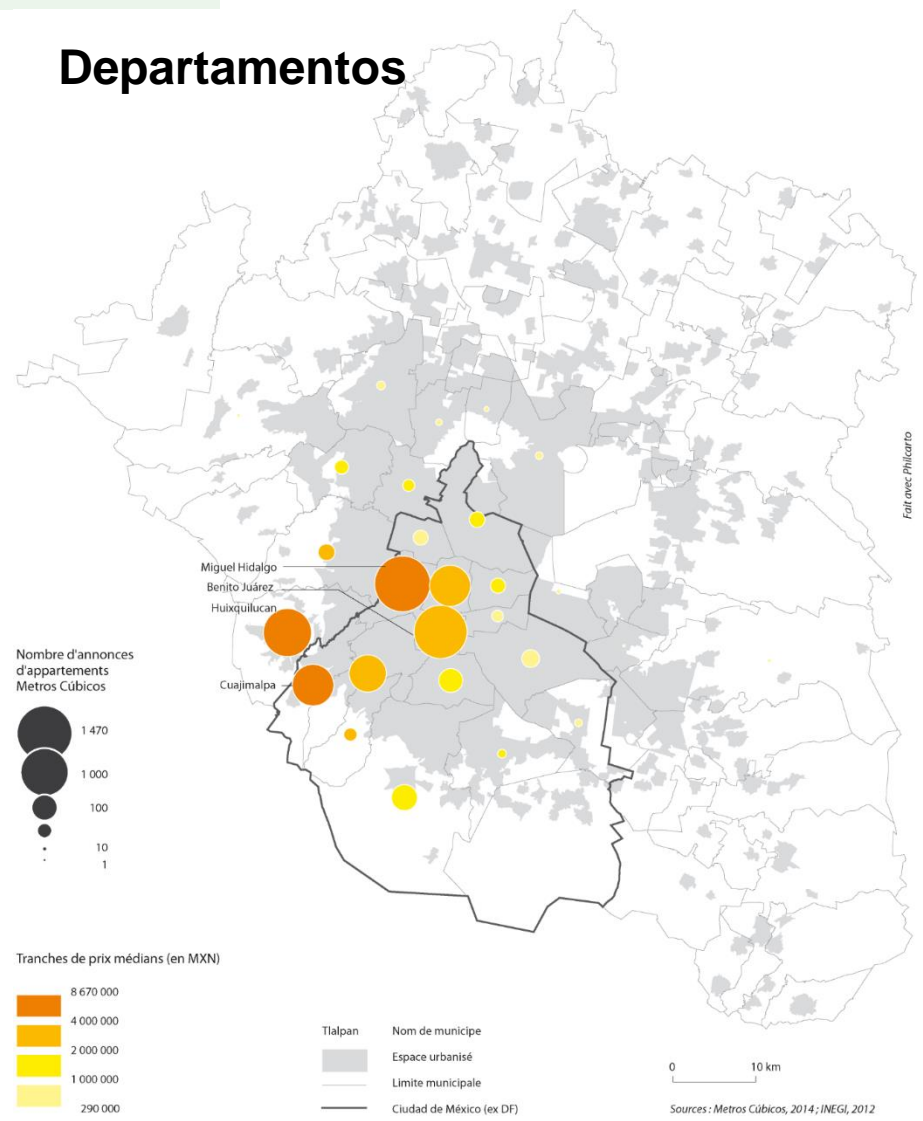 Departamentos
Fait avec Philcarto
Miguel Hidalgo
Benito Juárez
Huixquilucan
Cuajimalpa
Nombre d'annonces
d'appartements
Metros Cúbicos
1 470
1 000
100
10
1
Tranches de prix médians (en MXN)
8 670 000
4 000 000
2 000 000
1 000 000
290 000
Tlalpan Nom de municipe
Espace urbanisé
Limite municipale
Ciudad de México (ex DF)
0 10 km
Sources : Metros Cúbicos, 2014 ; INEGI, 2012